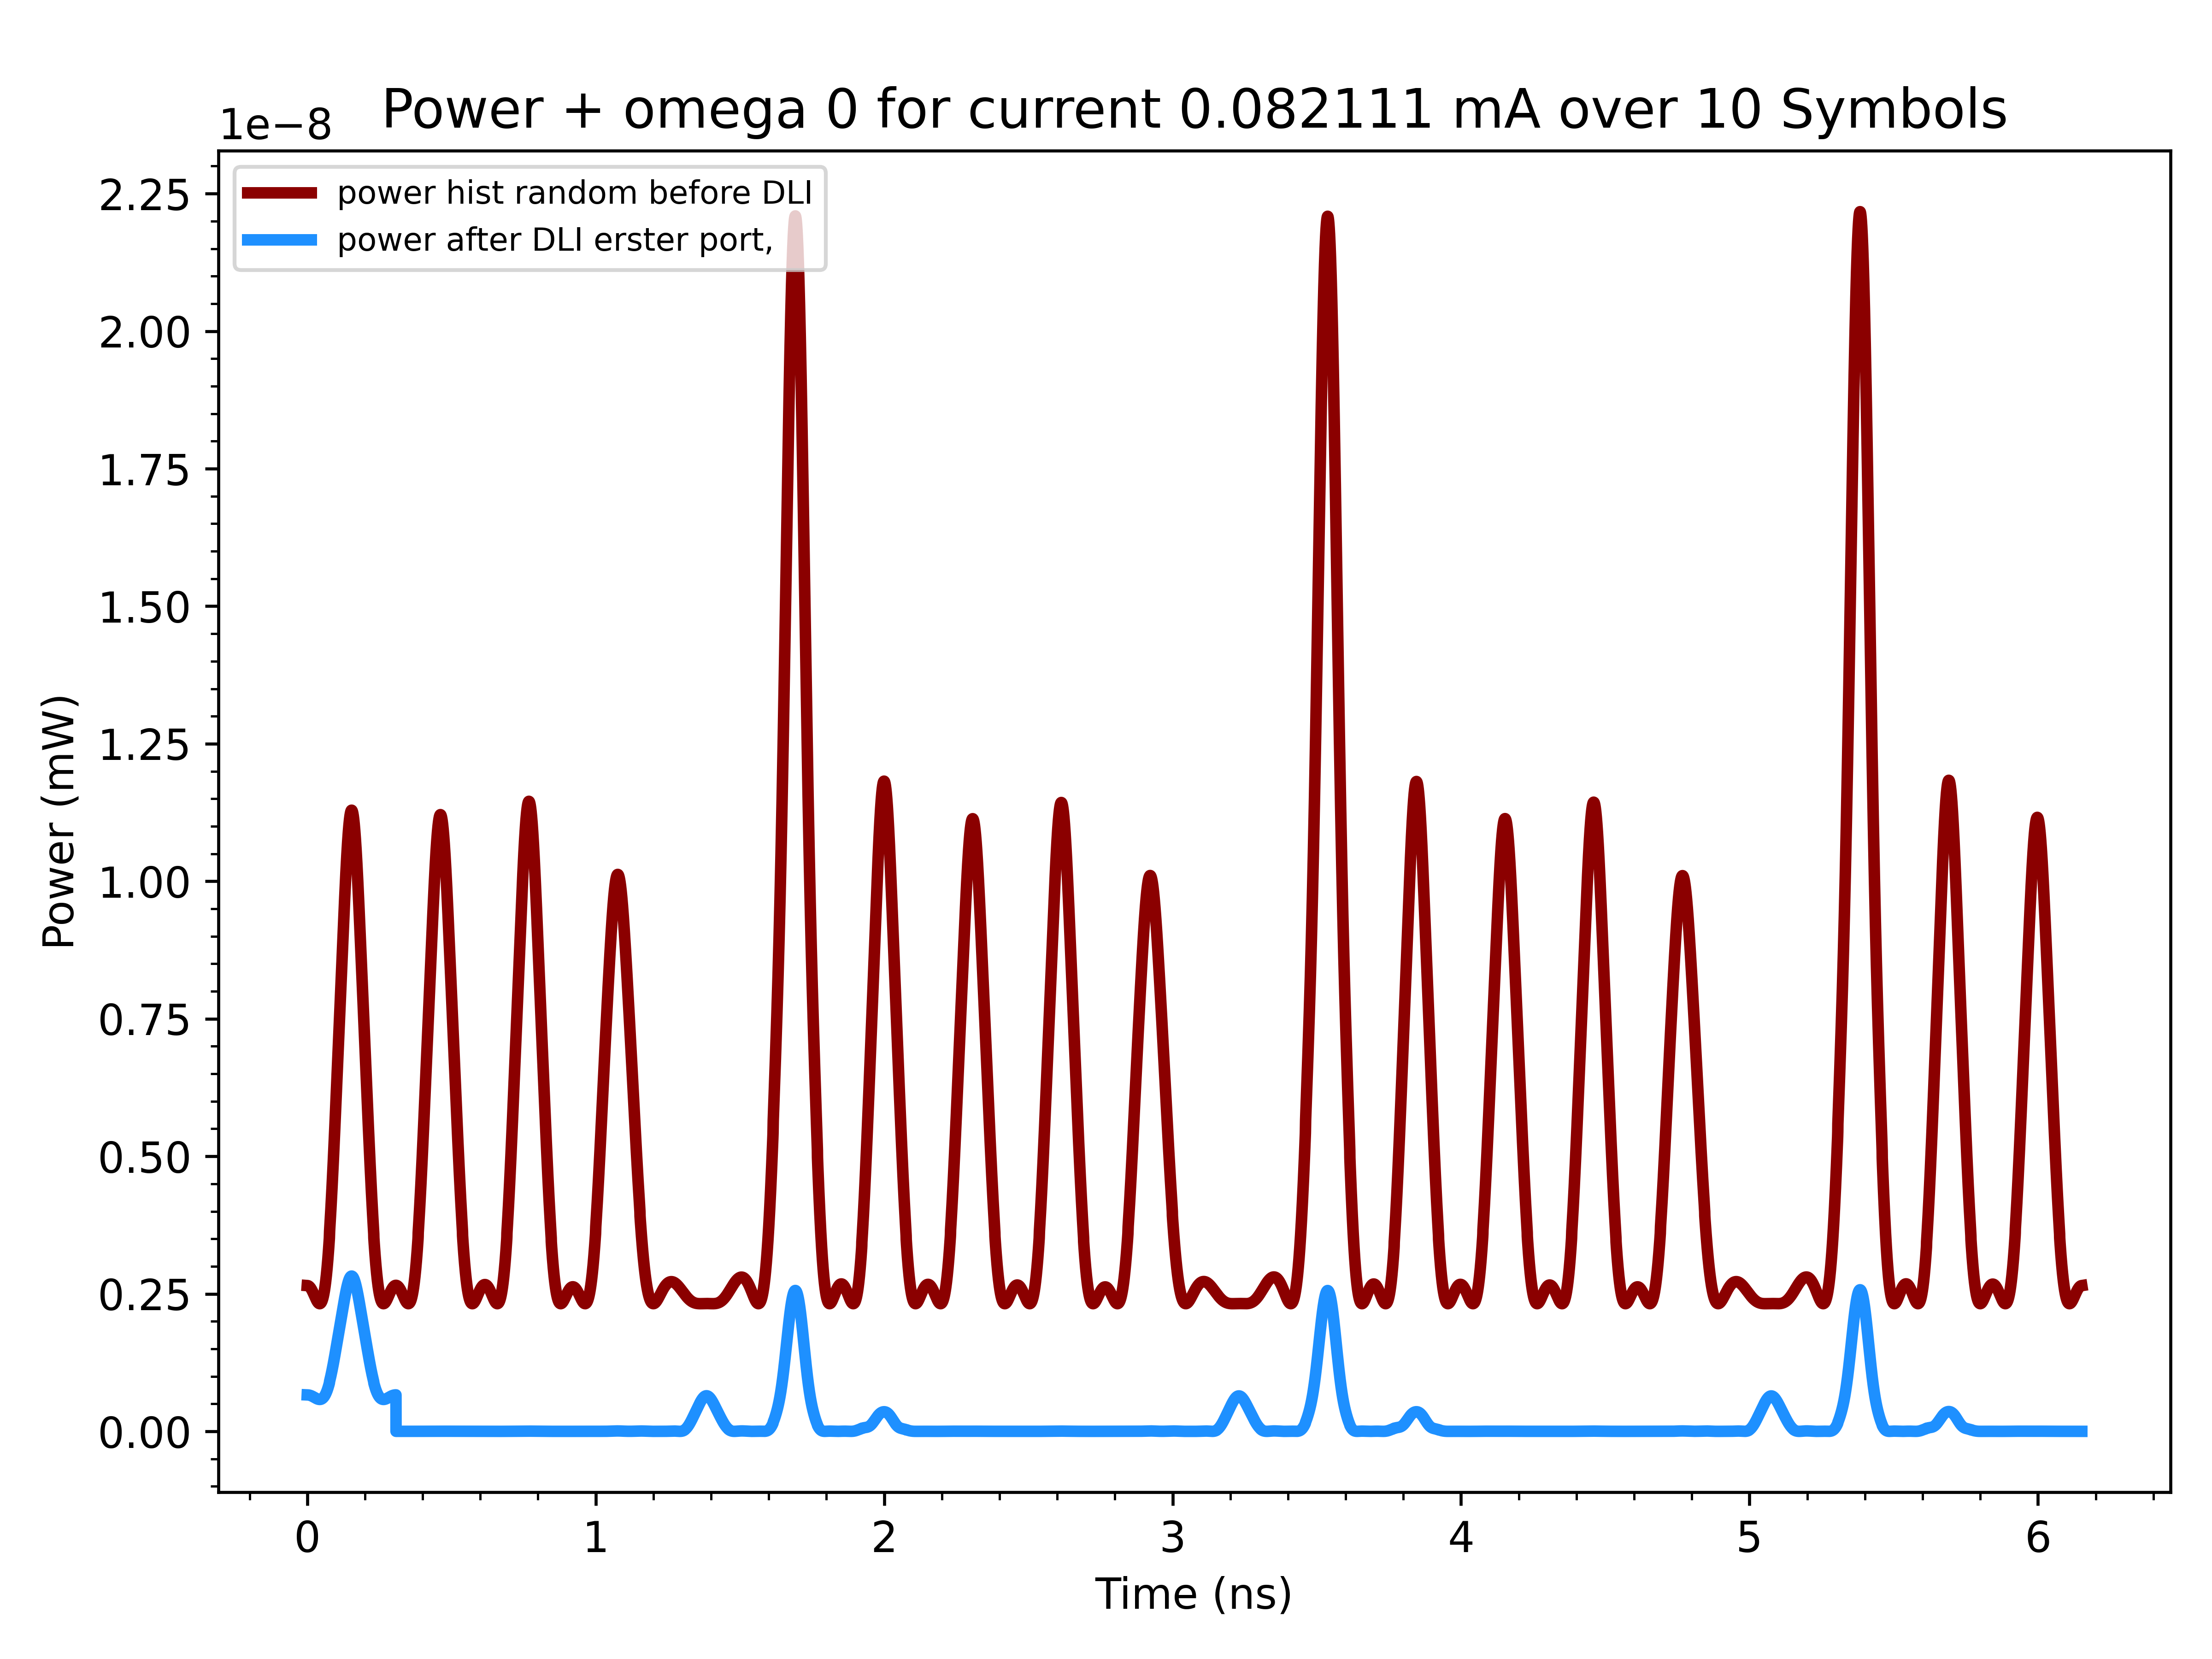 Power + omega 0 for current 0.082111 mA over 10 Symbols
1e−8
power hist random before DLI
power after DLI erster port,
2.25
2.00
1.75
1.50
1.25
1.00
0.75
0.50
0.25
0.00
Power (mW)
0 1 2 3 4 5 6
Time (ns)